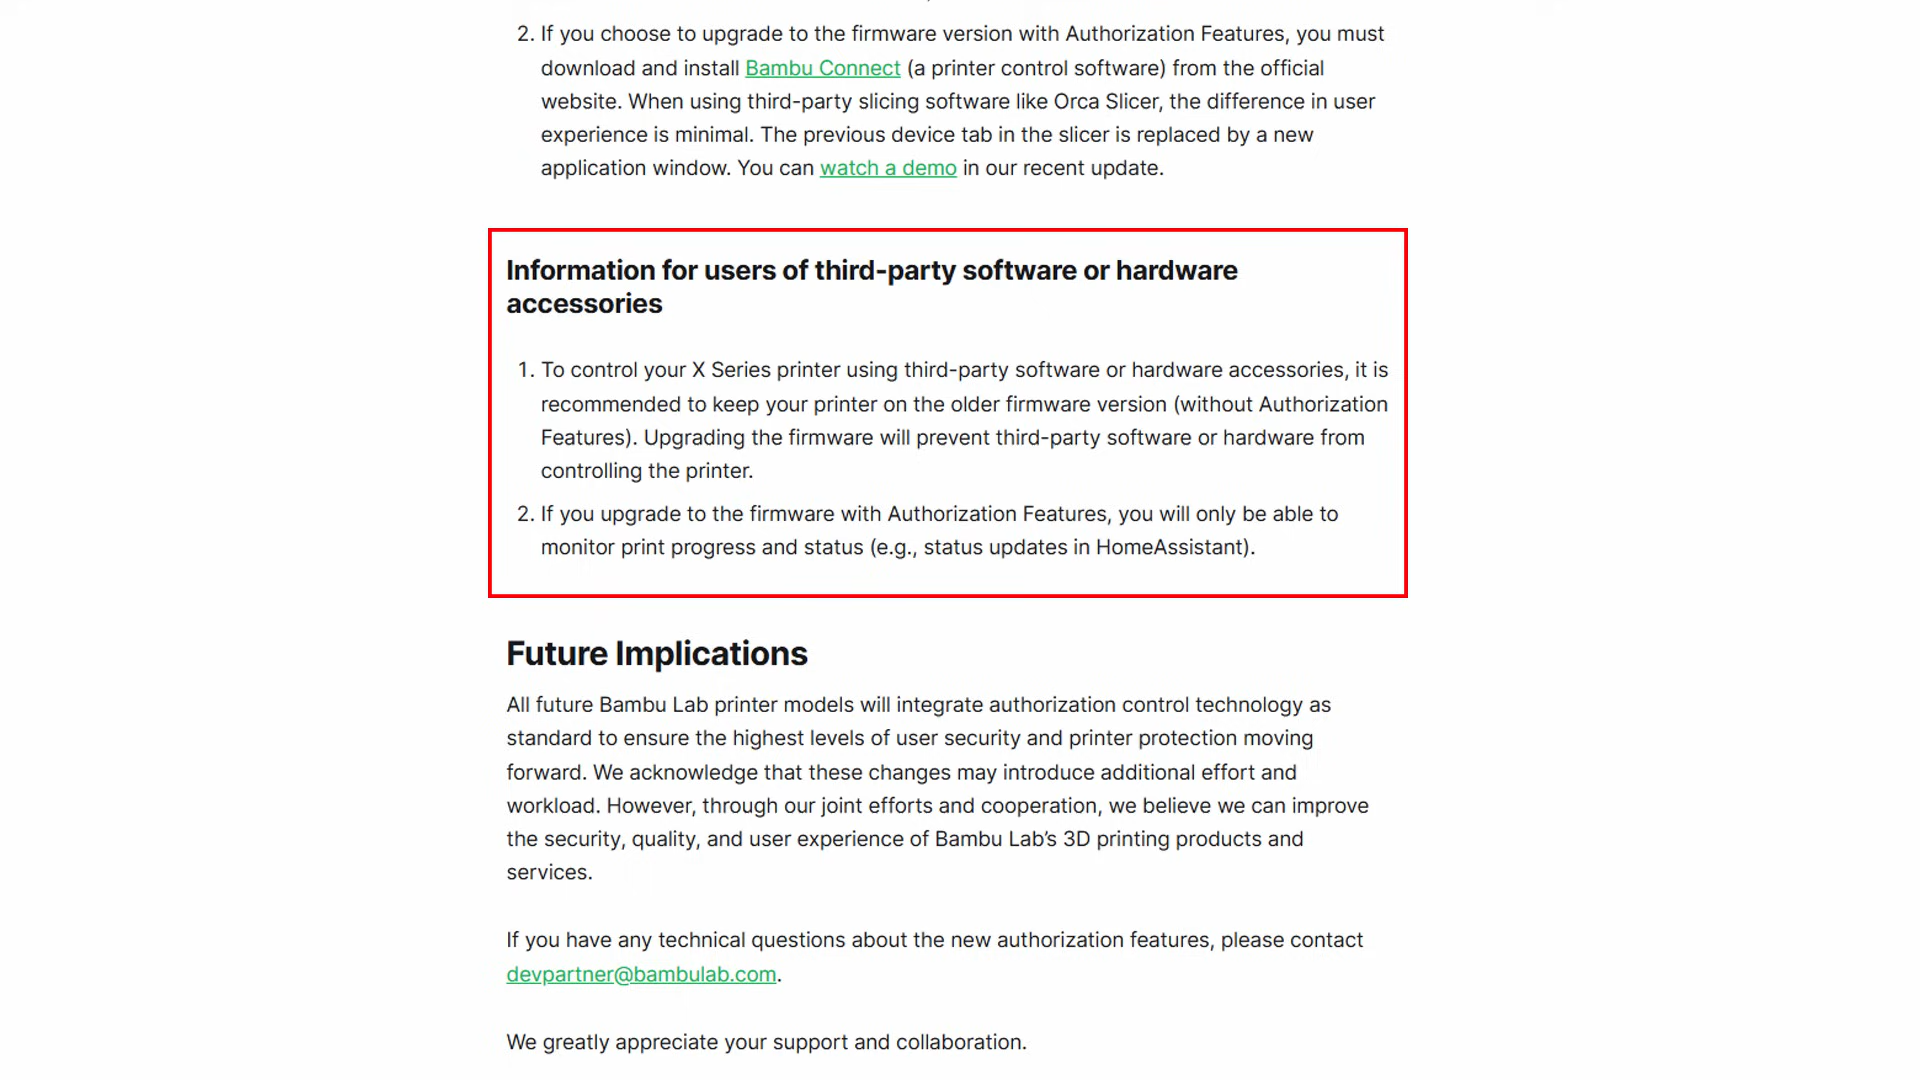 2. If you choose to upgrade to the firmware version with Authorization Features, you must
download and install Bambu Connect (a printer control software) from the official
website. When using third-party slicing software like Orca Slicer, the difference in user
experience is minimal. The previous device tab in the slicer is replaced by a new
application window. You can watch a demo in our recent update.
Information for users of third-party software or hardware
accessories
1. To control your X Series printer using third-party software or hardware accessories, it is
recommended to keep your printer on the older firmware version (without Authorization
Features). Upgrading the firmware will prevent third-party software or hardware from
controlling the printer.
2. If you upgrade to the firmware with Authorization Features, you will only be able to
monitor print progress and status (e.g., status updates in HomeAssistant).
Future Implications
All future Bambu Lab printer models will integrate authorization control technology as
standard to ensure the highest levels of user security and printer protection moving
forward. We acknowledge that these changes may introduce additional effort and
workload. However, through our joint efforts and cooperation, we believe we can improve
the security, quality, and user experience of Bambu Lab’s 3D printing products and
services.
If you have any technical questions about the new authorization features, please contact
devpartner@bambulab.com.
We greatly appreciate your support and collaboration.